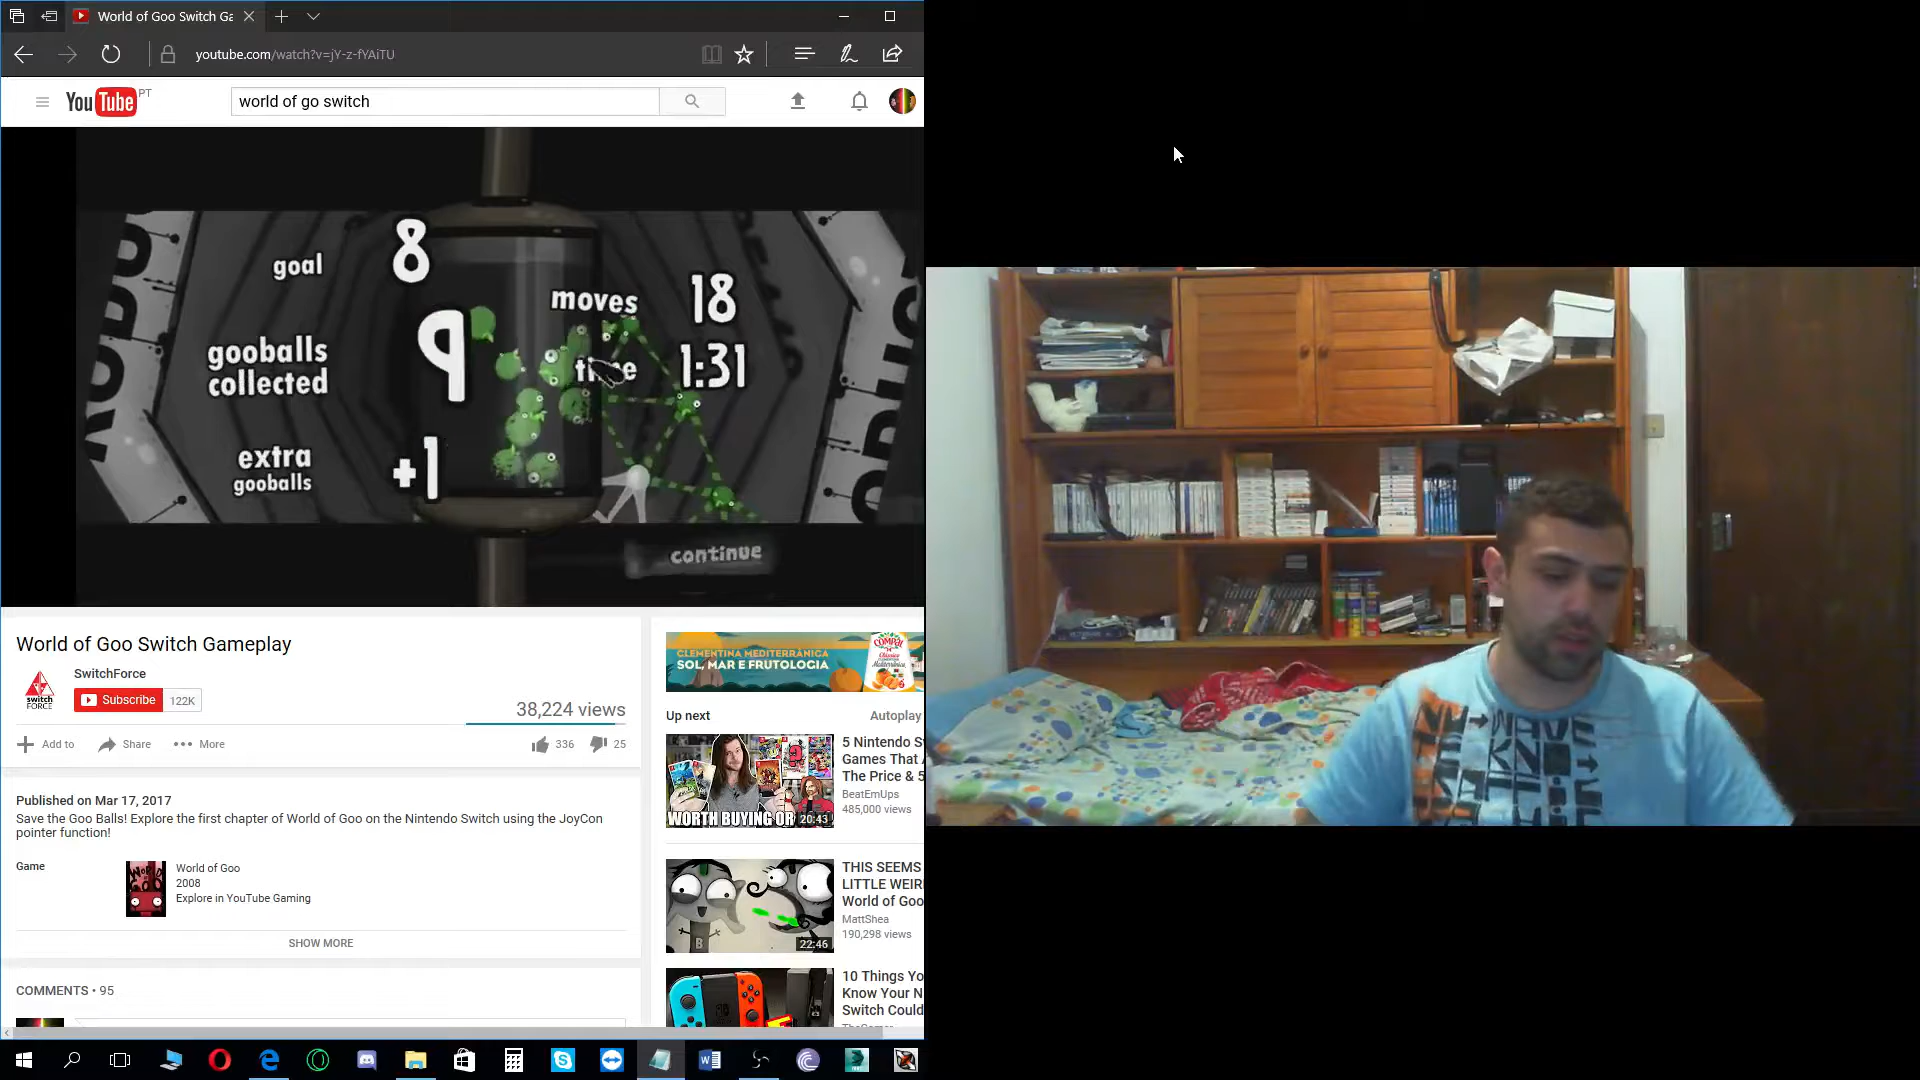 World of Goo Switch Ga
youtube.com/watch?v=jY-z-fYAiTU
YouTube PT
world of go switch
goal
8
gooballs
collected
9
extra
gooballs
+1
moves
18
time
1:31
continue
World of Goo Switch Gameplay
SwitchForce
switch
FORCE
Subscribe
122K
38,224 views
Add to
Share
More
336
25
Published on Mar 17, 2017
Save the Goo Balls! Explore the first chapter of World of Goo on the Nintendo Switch using the JoyCon
pointer function!
Game
World of Goo
2008
Explore in YouTube Gaming
SHOW MORE
COMMENTS • 95
CLEMENTINA MEDITERRÂNICA
SOL, MAR E FRUTOLOGIA
COMPAL
Clássico
Up next
Autoplay
WORTH BUYING OR
20:43
5 Nintendo S
Games That
The Price & 5
BeatEmUps
485,000 views
B
22:46
THIS SEEMS
LITTLE WEIR
World of Goo
MattShea
190,298 views
10 Things Yo
Know Your N
Switch Could